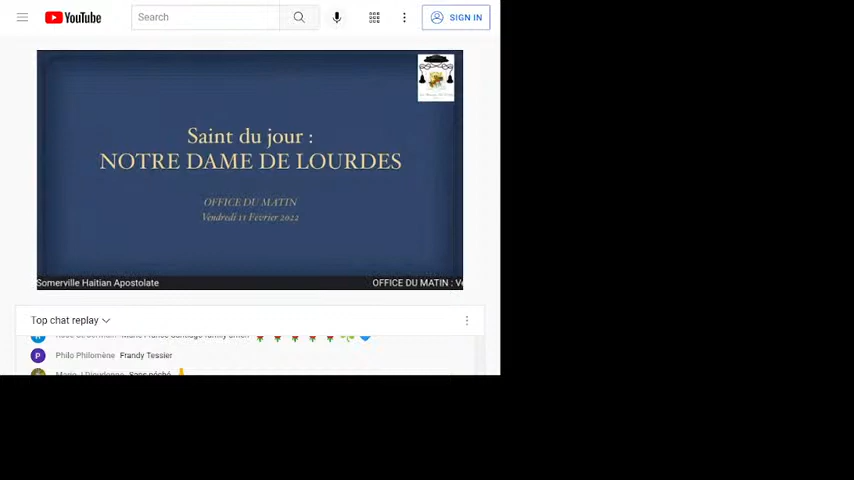 YouTube
Search
SIGN IN
Saint du jour :
NOTRE DAME DE LOURDES
OFFICE DU MATIN
Vendredi 11 Février 2022
Somerville Haitian Apostolate
OFFICE DU MATIN : Ve
Top chat replay
P Philo Philomène Frandy Tessier